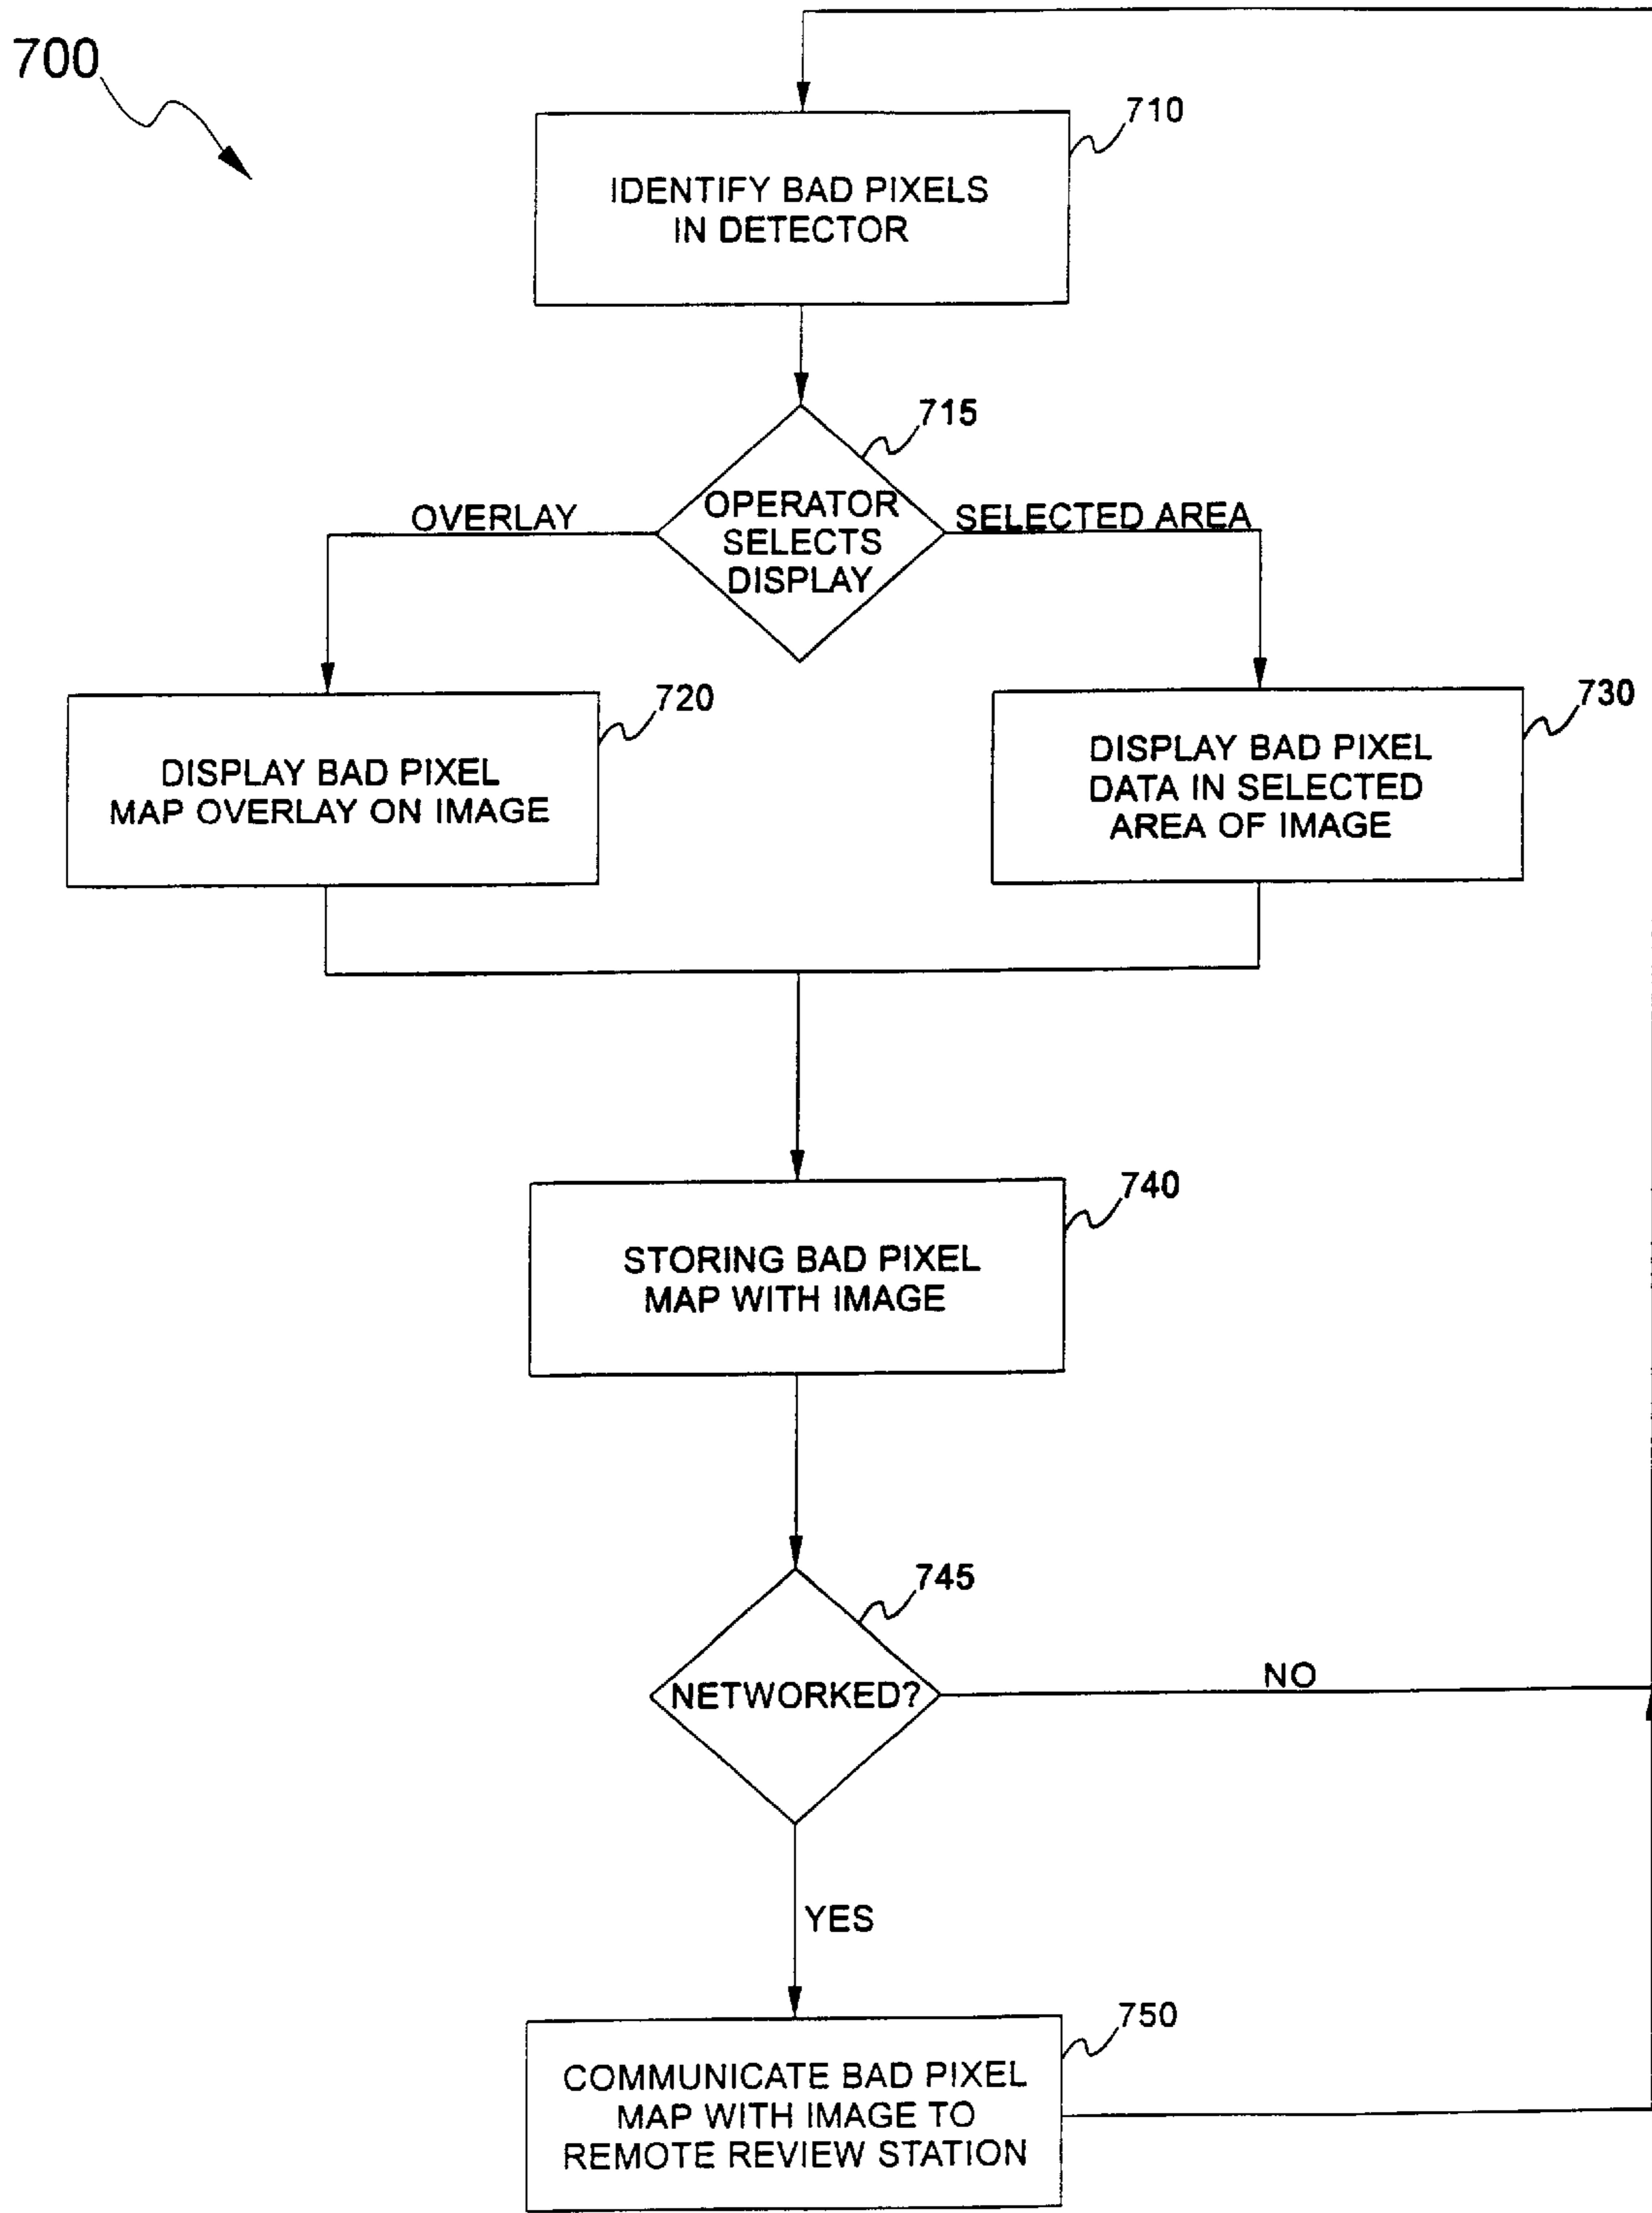 700
710
IDENTIFY BAD PIXELS
IN DETECTOR
715
OPERATOR
SELECTS
DISPLAY
OVERLAY
SELECTED AREA
720
DISPLAY BAD PIXEL
MAP OVERLAY ON IMAGE
730
DISPLAY BAD PIXEL
DATA IN SELECTED
AREA OF IMAGE
740
STORING BAD PIXEL
MAP WITH IMAGE
745
NETWORKED?
NO
YES
750
COMMUNICATE BAD PIXEL
MAP WITH IMAGE TO
REMOTE REVIEW STATION